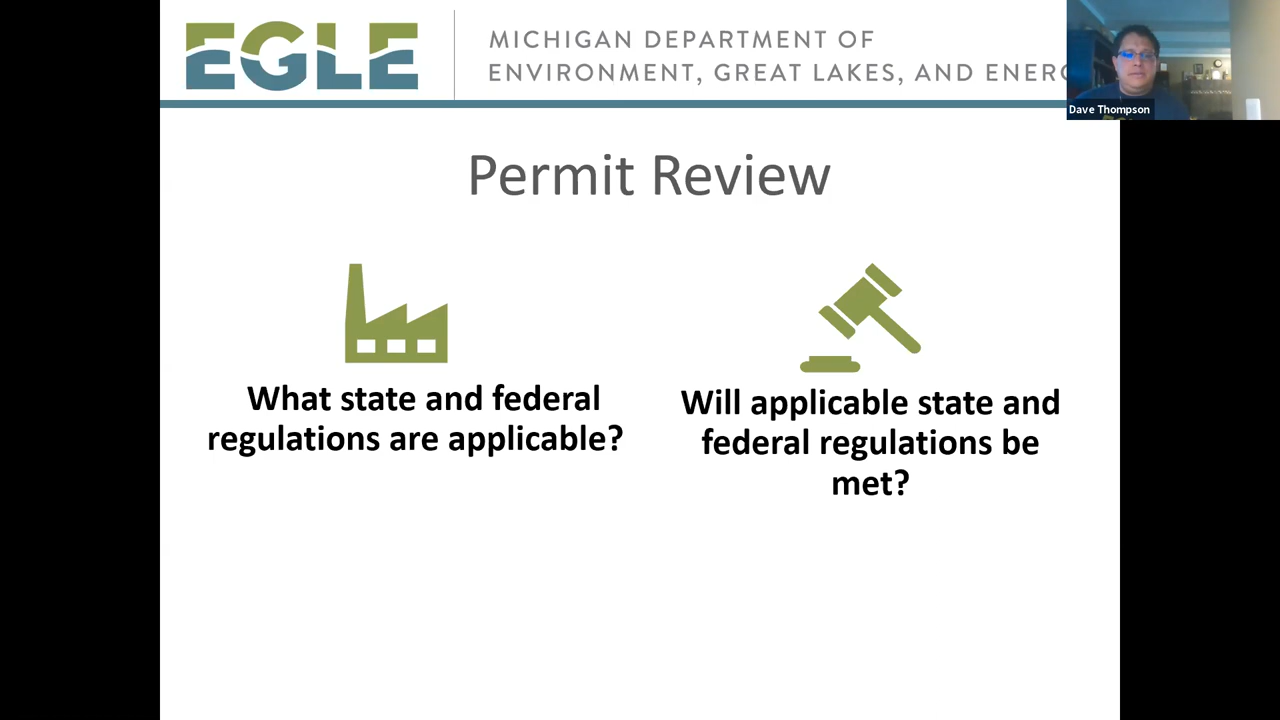 EGLE
MICHIGAN DEPARTMENT OF
ENVIRONMENT, GREAT LAKES, AND ENERG
Dave Thompson
Permit Review
What state and federal
regulations are applicable?
Will applicable state and
federal regulations be
met?